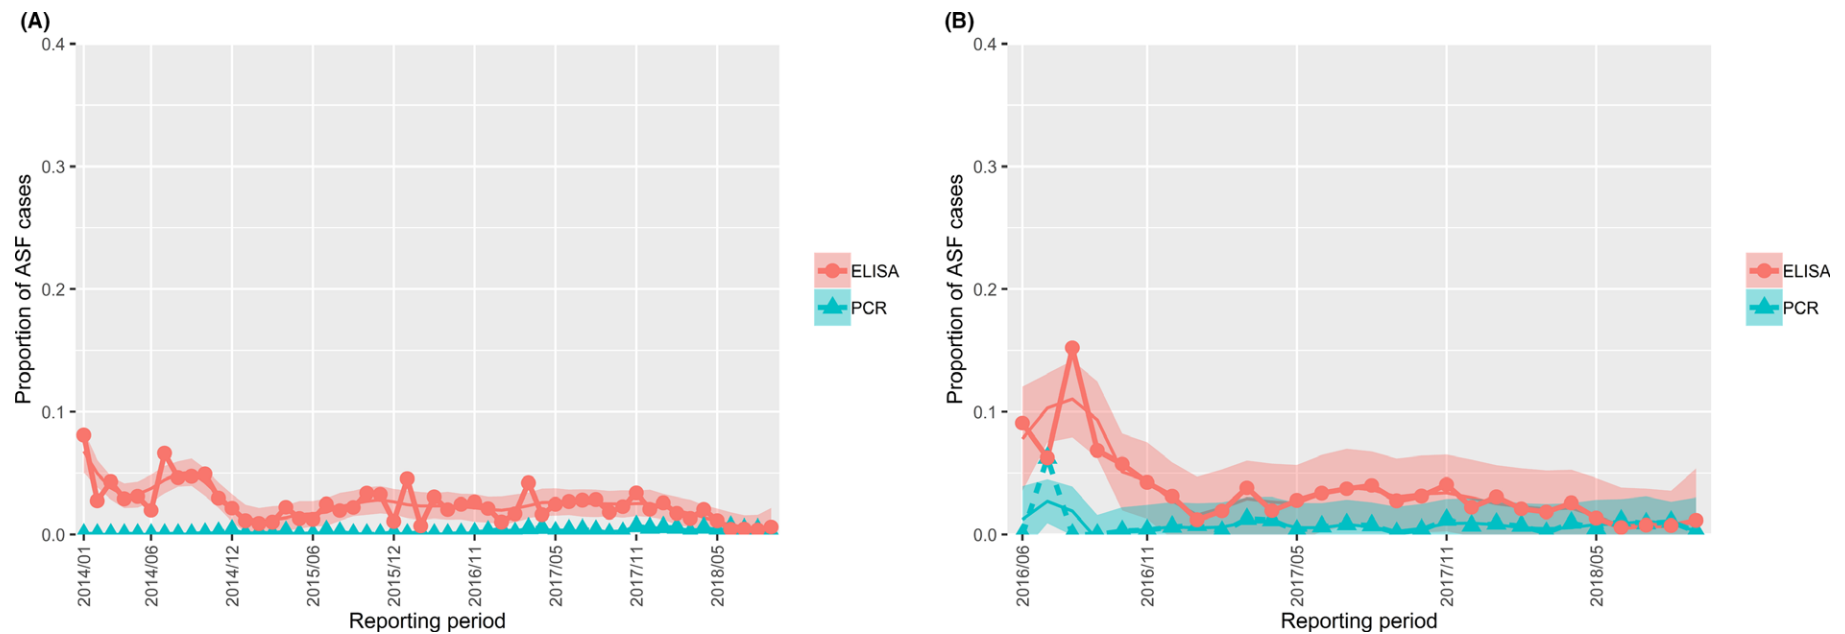 (A)
Proportion of ASF cases
0.4
0.3
0.2
0.1
0.0
2014/01
2014/06
2014/12
2015/06
2015/12
2016/11
2017/05
2017/11
2018/05
Reporting period
ELISA
PCR
(B)
Proportion of ASF cases
0.4
0.3
0.2
0.1
0.0
2016/06
2016/11
2017/05
2017/11
2018/05
Reporting period
ELISA
PCR